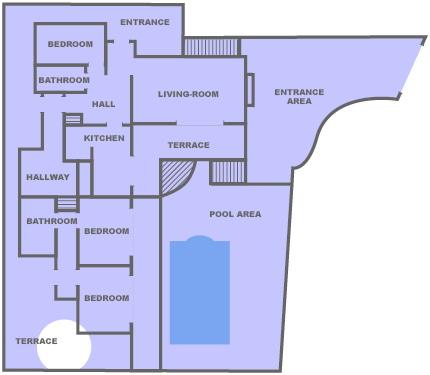 ENTRANCE
BEDROOM
BATHROOM
LIVING-ROOM
ENTRANCE
AREA
HALL
KITCHEN
TERRACE
HALLWAY
POOL AREA
BATHROOM
BEDROOM
BEDROOM
TERRACE